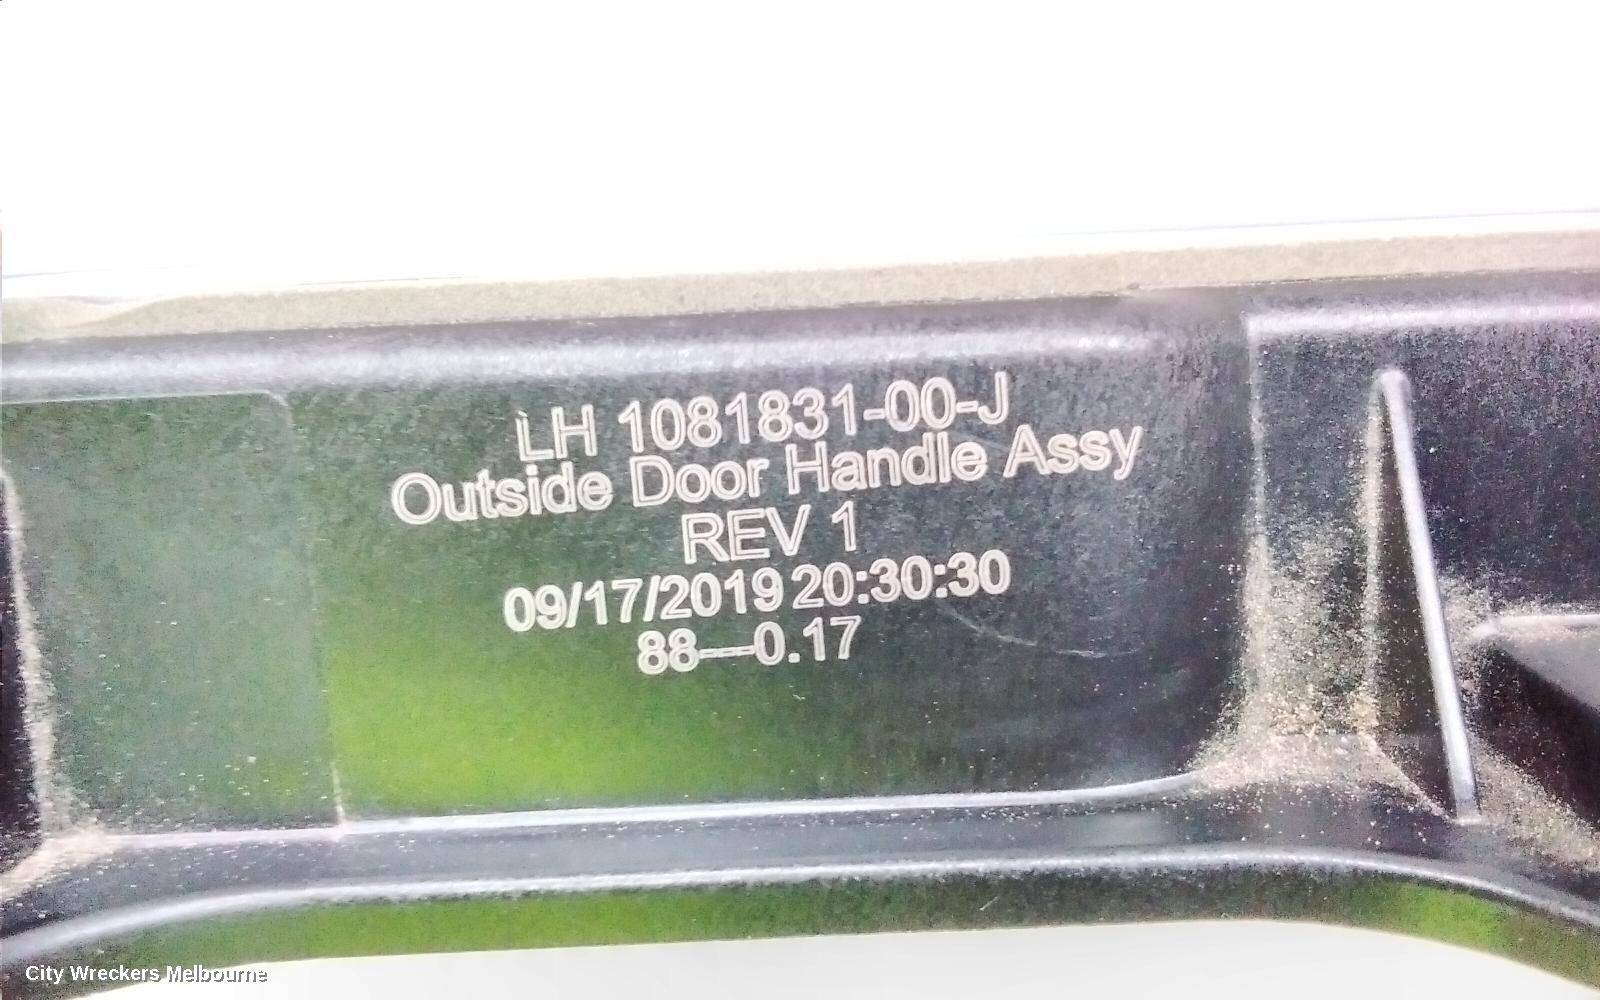 LH 1081831-00-J
Outside Door Handle Assy
REV 1
09/17/2019 20:30:30
88---0.17
City Wreckers Melbourne